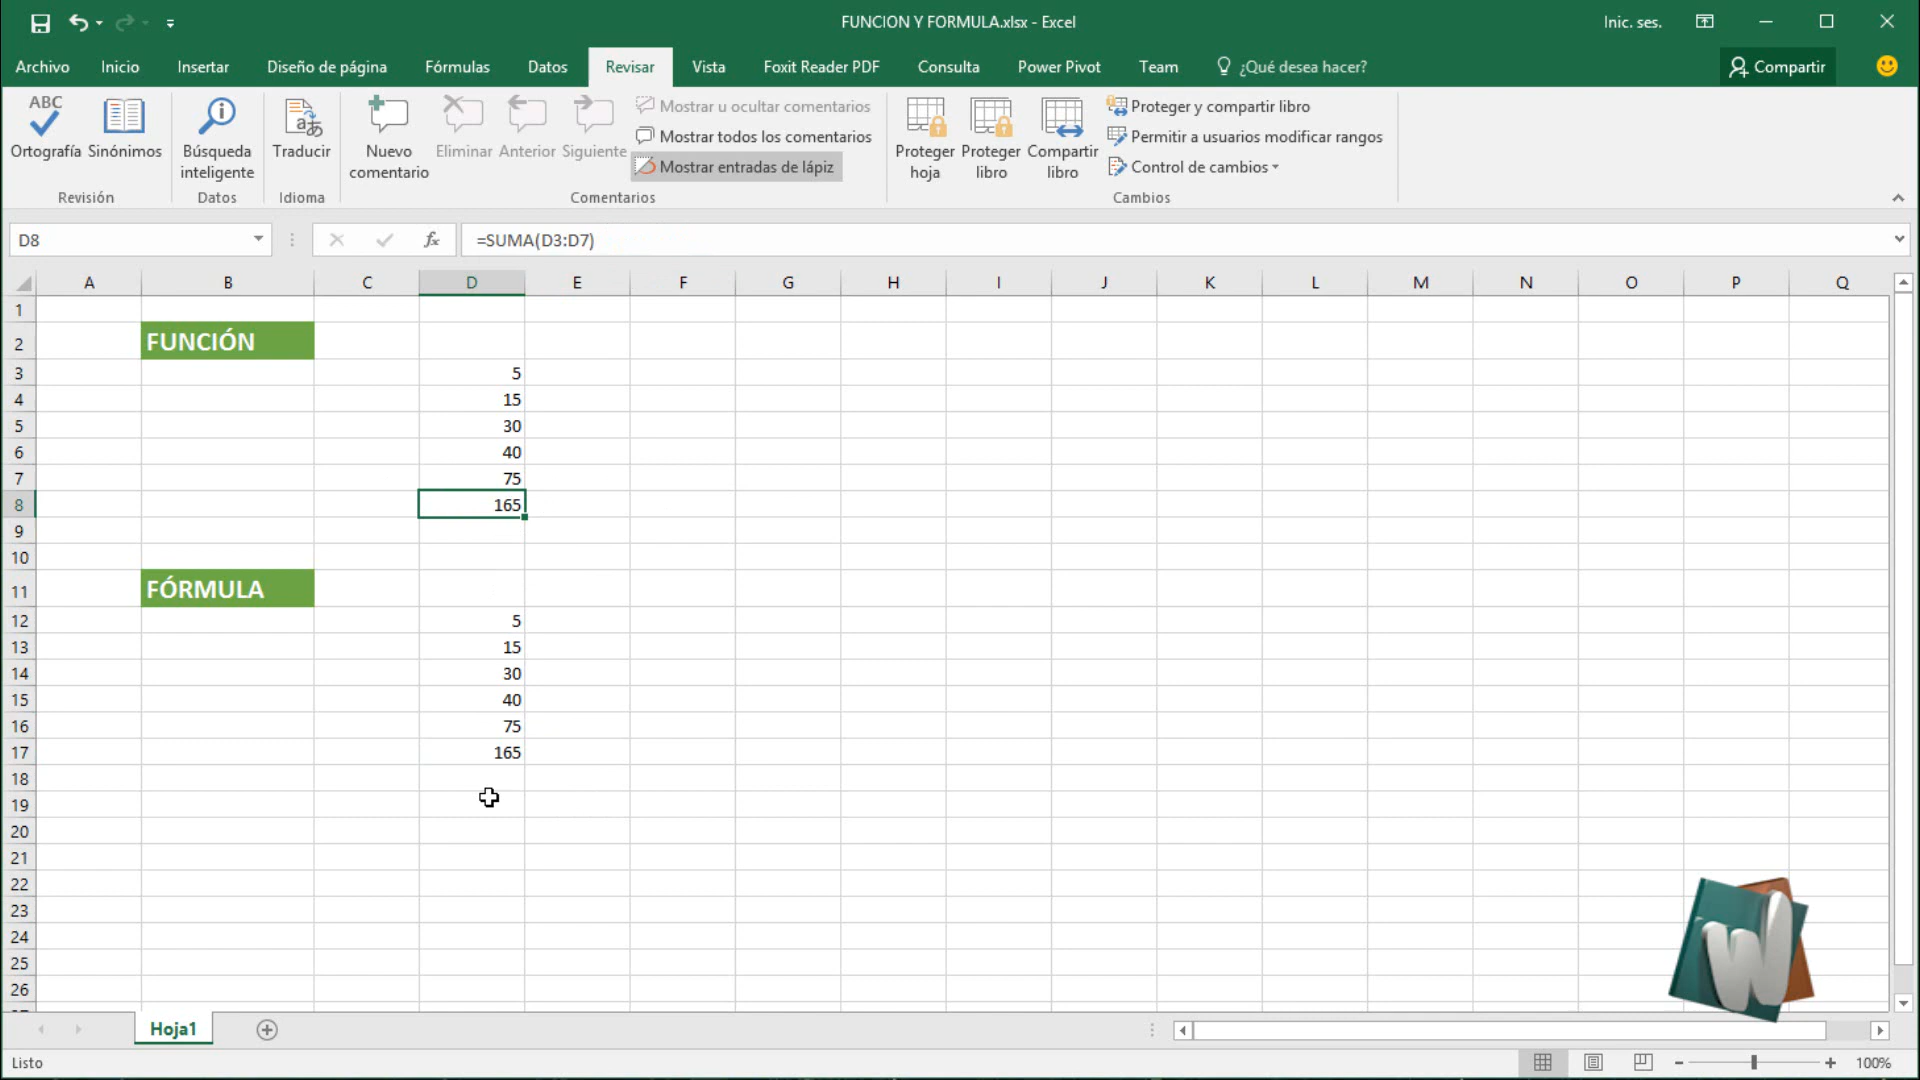 FUNCION Y FORMULA.xlsx - Excel
Inic. ses.
Archivo Inicio Insertar Diseño de página Fórmulas Datos Revisar Vista Foxit Reader PDF Consulta Power Pivot Team ¿Qué desea hacer? Compartir
ABC
Ortografía Sinónimos
Revisión
Búsqueda
inteligente
Datos
Traducir
Idioma
Nuevo
comentario
Eliminar Anterior Siguiente
Mostrar u ocultar comentarios
Mostrar todos los comentarios
Mostrar entradas de lápiz
Comentarios
Proteger
hoja
Proteger
libro
Compartir
libro
Proteger y compartir libro
Permitir a usuarios modificar rangos
Control de cambios
Cambios
D8 fx =SUMA(D3:D7)
A B C D E F G H I J K L M N O P Q
1
2 FUNCIÓN
3 5
4 15
5 30
6 40
7 75
8 165
9
10
11 FÓRMULA
12 5
13 15
14 30
15 40
16 75
17 165
18
19
20
21
22
23
24
25
26
W
Hoja1
Listo
100%